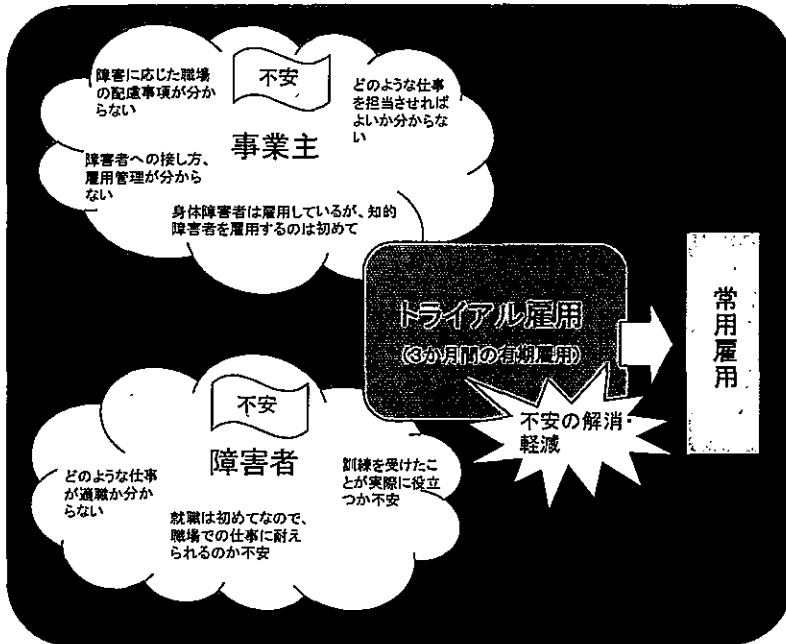 障害に応じた職場
の配慮事項が分か
らない
不安
どのような仕事
を担当させれば
よいか分からな
い
事業主
障害者への接し方、
雇用管理が分から
ない
身体障害者は雇用しているが、知的
障害者を雇用するのは初めて
トライアル雇用
(3か月間の有期雇用)
常用雇用
不安の解消・
軽減
不安
障害者
どのような仕事
が適職か分か
らない
訓練を受けたこ
とが実際に役立
つか不安
就職は初めてなので、
職場での仕事に耐え
られるのか不安